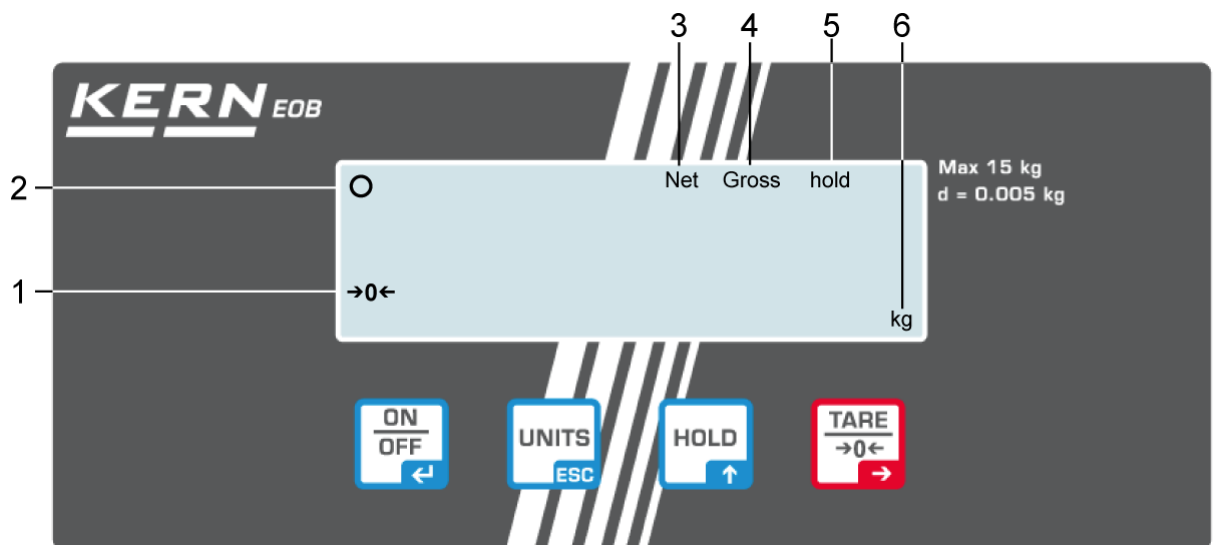 3 4 5 6
KERN EOB
Max 15 kg
d = 0.005 kg
2
Net Gross hold
1
→0←
kg
ON
OFF
UNITS
ESC
HOLD
TARE
→0←